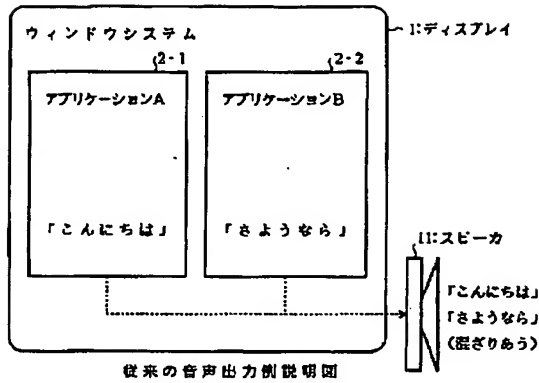 ウィンドウシステム
1:ディスプレイ
2-1
2-2
アプリケーションA
アプリケーションB
「こんにちは」
「さようなら」
11:スピーカ
「こんにちは」
「さようなら」
(混ざりあう)
従来の音声出力例説明図